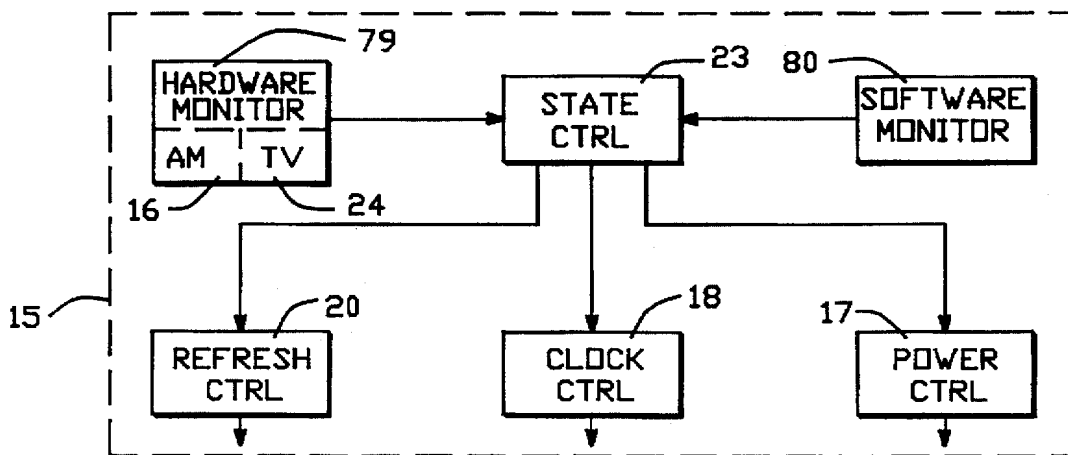 79
HARDWARE
MONITOR
AM
TV
16
24
23
STATE
CTRL
80
SOFTWARE
MONITOR
15
20
REFRESH
CTRL
18
CLOCK
CTRL
17
POWER
CTRL